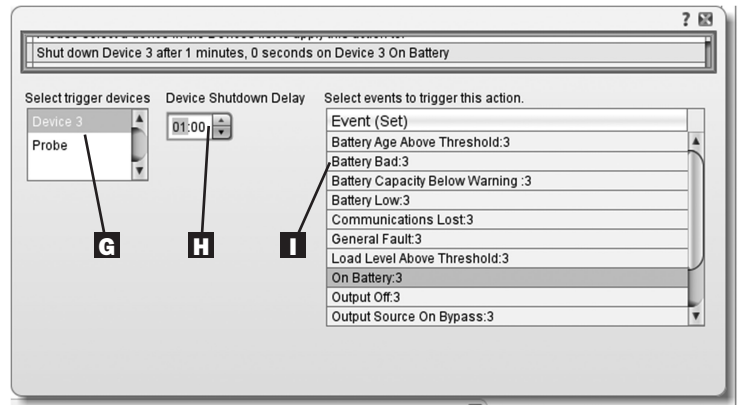 ?
Shut down Device 3 after 1 minutes, 0 seconds on Device 3 On Battery
Select trigger devices
Device Shutdown Delay
Select events to trigger this action.
Device 3
Probe
01:00
Event (Set)
Battery Age Above Threshold:3
Battery Bad:3
Battery Capacity Below Warning :3
Battery Low:3
Communications Lost:3
General Fault:3
Load Level Above Threshold:3
On Battery:3
Output Off:3
Output Source On Bypass:3
G
H
I